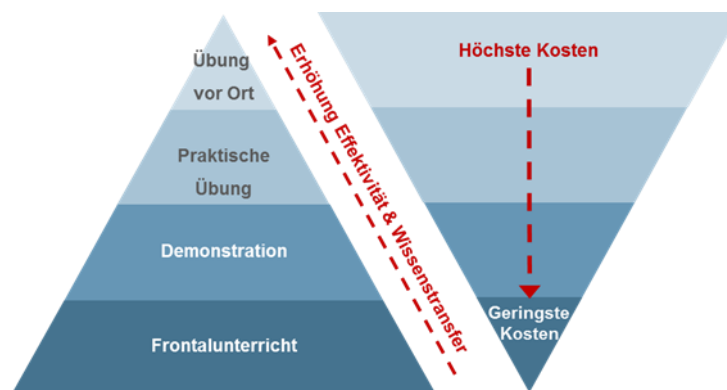 Übung
vor Ort
Praktische
Übung
Demonstration
Frontalunterricht
Erhöhung Effektivität & Wissenstransfer
Höchste Kosten
Geringste
Kosten